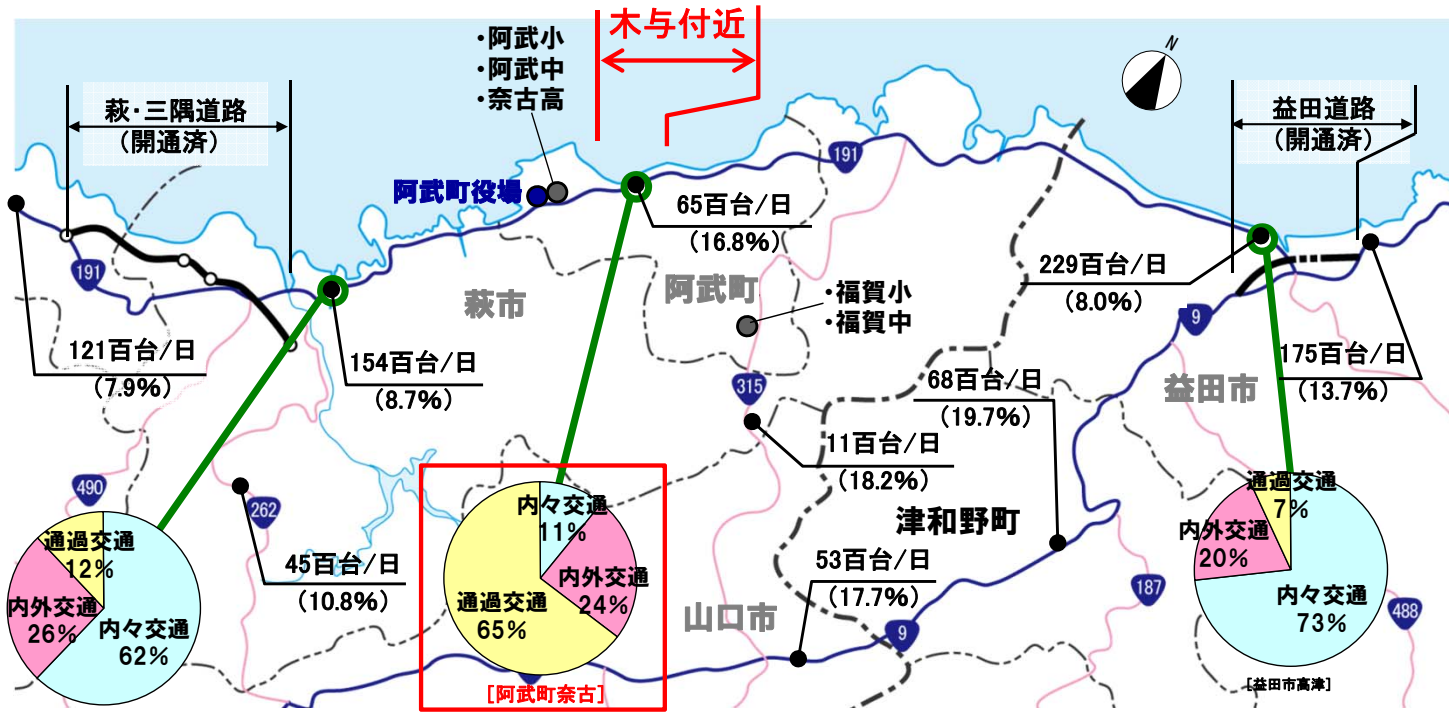 木与付近
・阿武小
・阿武中
・奈古高
N
萩・三隅道路
(開通済)
益田道路
(開通済)
191
阿武町役場
65百台/日
(16.8%)
191
229百台/日
(8.0%)
萩市
阿武町
・福賀小
・福賀中
9
121百台/日
(7.9%)
154百台/日
(8.7%)
315
68百台/日
(19.7%)
益田市
175百台/日
(13.7%)
11百台/日
(18.2%)
490
262
45百台/日
(10.8%)
津和野町
53百台/日
(17.7%)
山口市
9
187
488
通過交通
12%
内外交通
26%
内々交通
62%
内々交通
11%
内外交通
24%
通過交通
65%
[阿武町奈古]
通過交通
7%
内外交通
20%
内々交通
73%
[益田市高津]